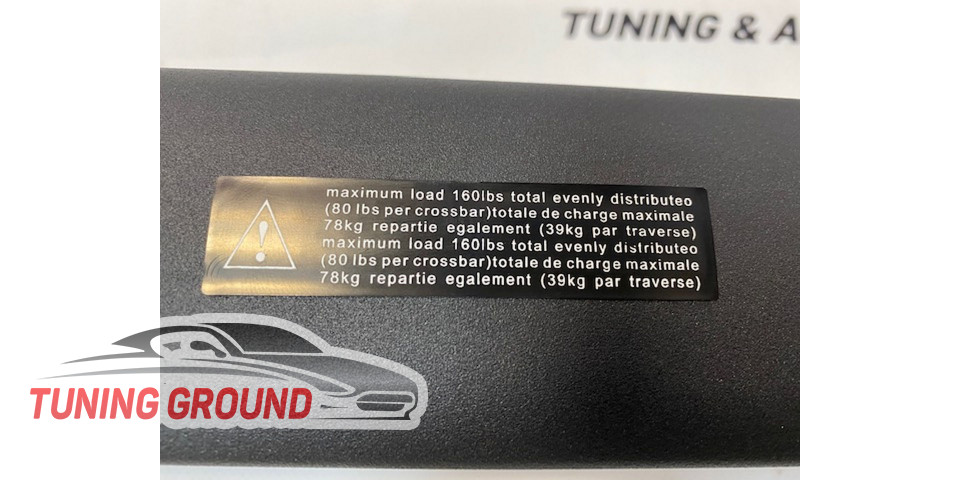 TUNING & A
maximum load 160lbs total evenly distributeo
(80 lbs per crossbar)totale de charge maximale
78kg repartie egalement (39kg par traverse)
maximum load 160lbs total evenly distributeo
(80 lbs per crossbar)totale de charge maximale
78kg repartie egalement (39kg par traverse)
TUNING GROUND